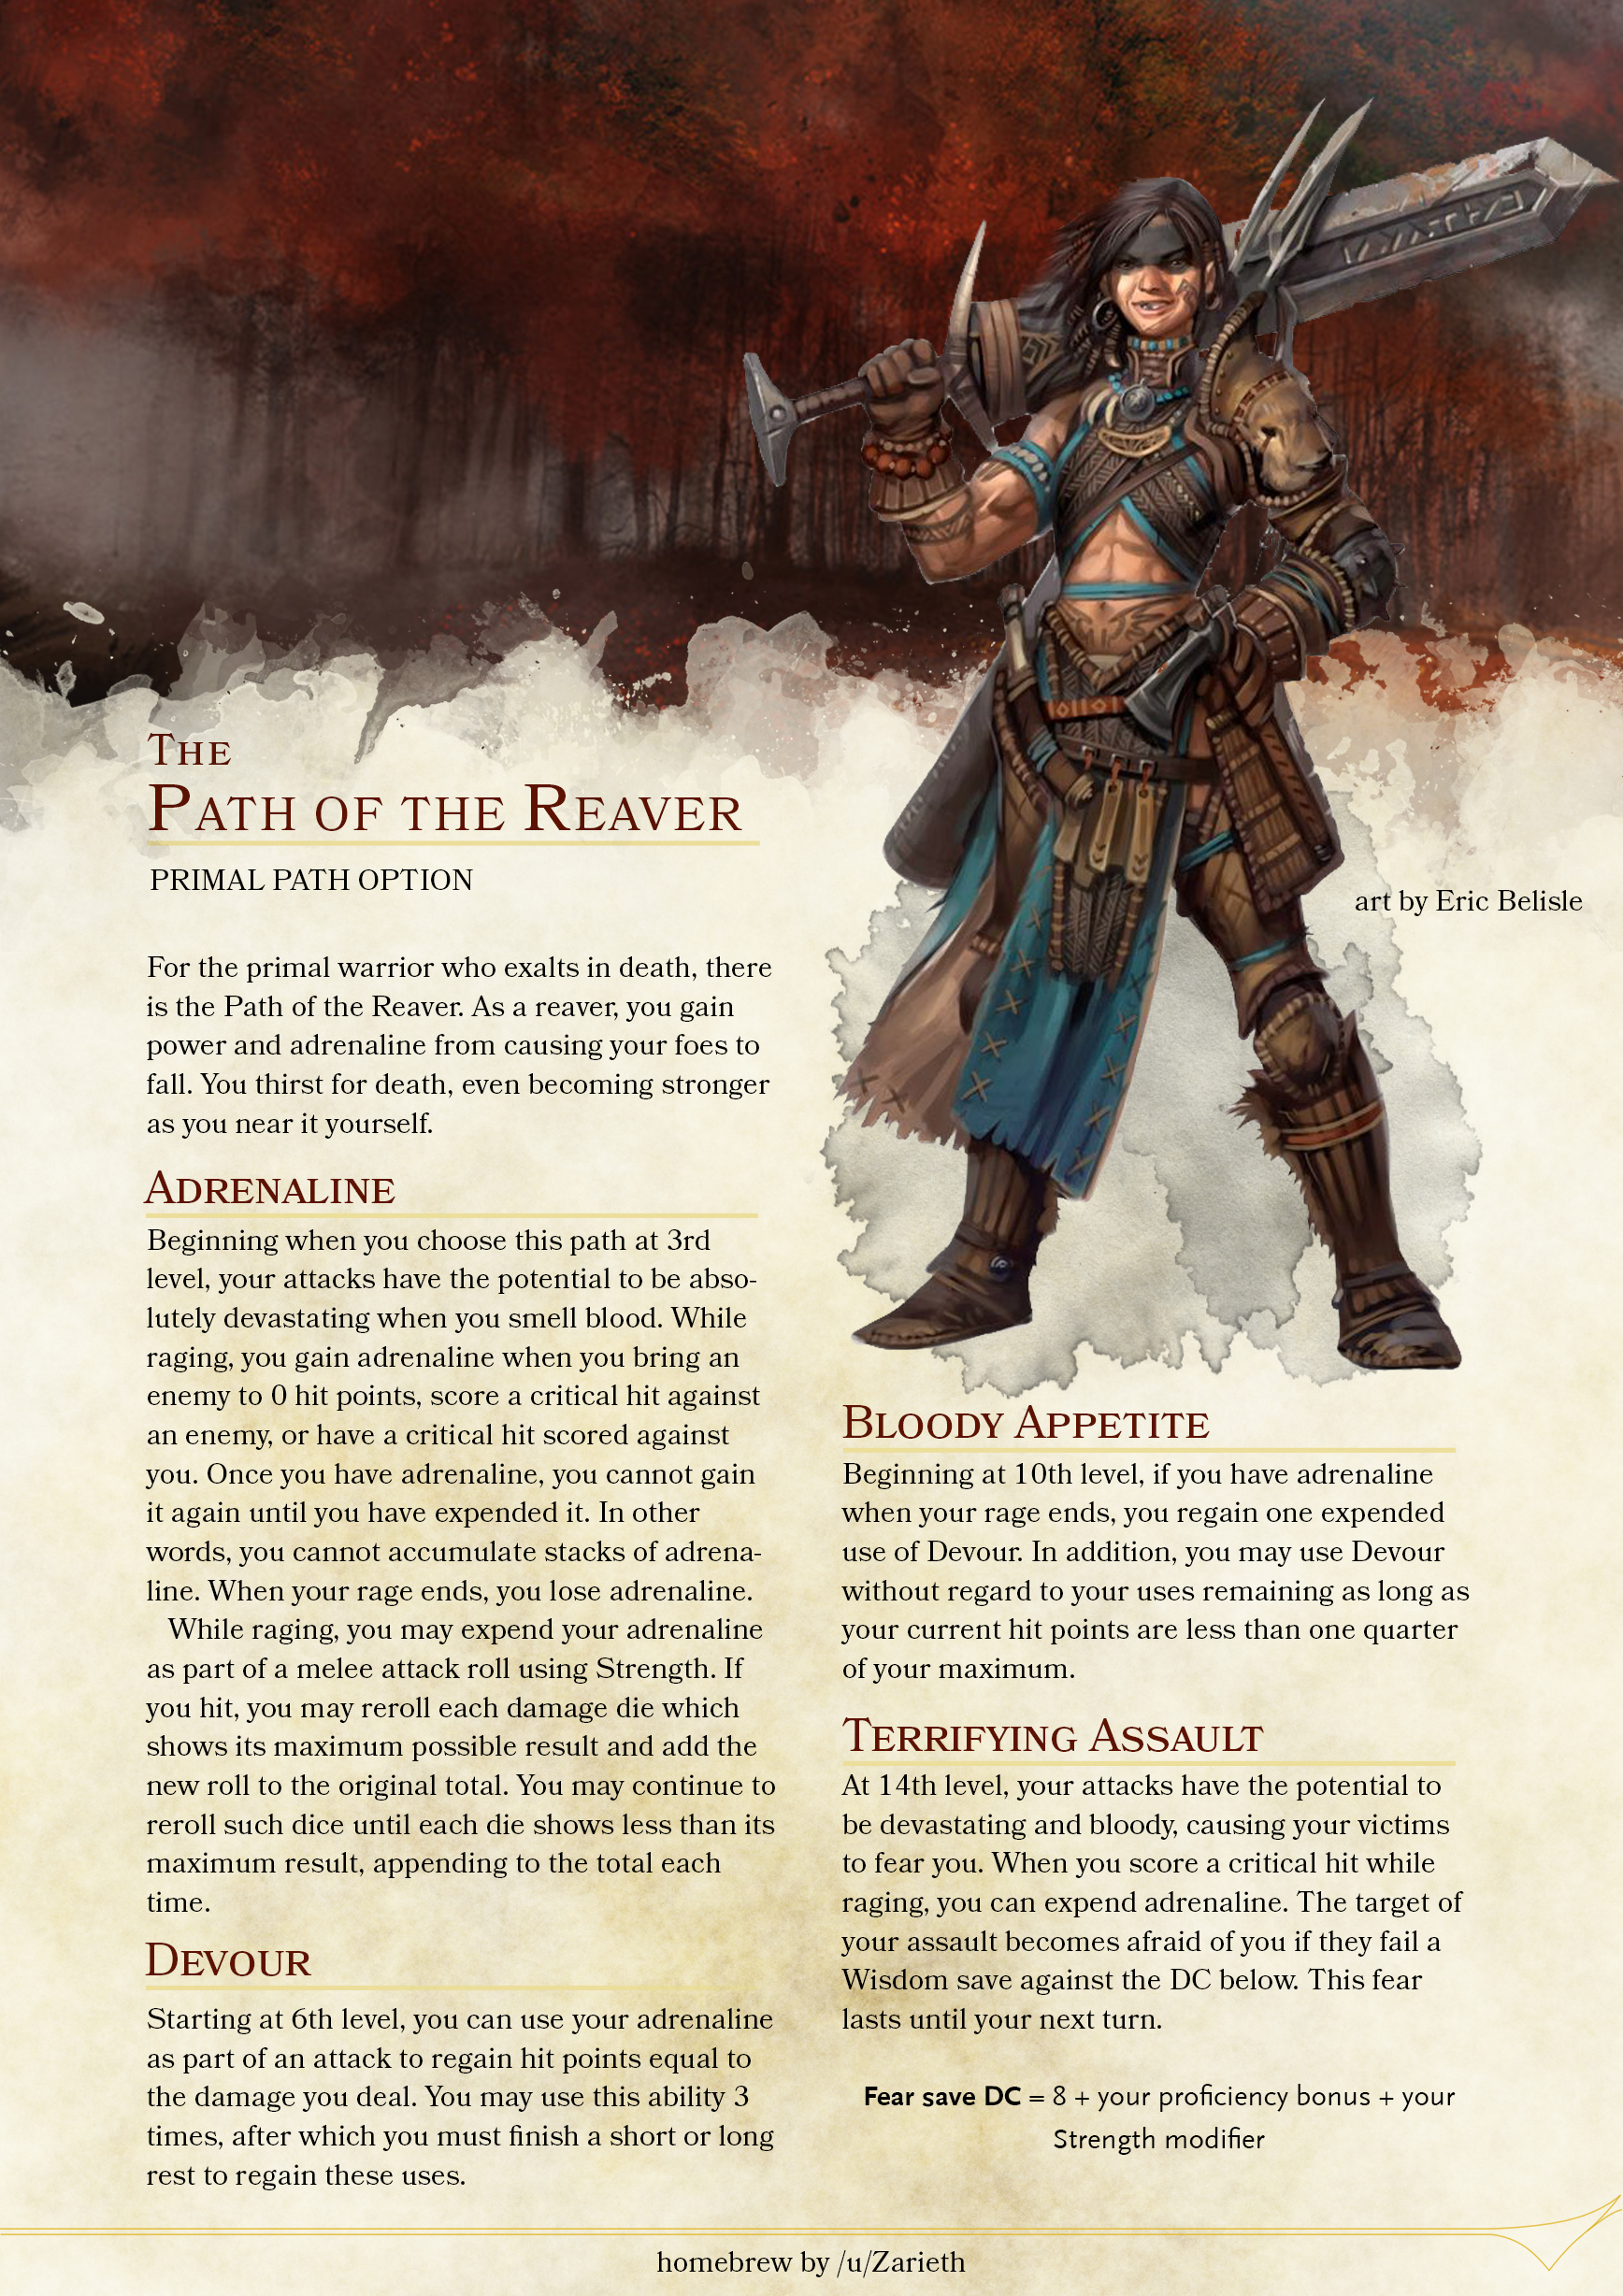 The
Path of the Reaver
PRIMAL PATH OPTION
art by Eric Belisle
For the primal warrior who exalts in death, there
is the Path of the Reaver. As a reaver, you gain
power and adrenaline from causing your foes to
fall. You thirst for death, even becoming stronger
as you near it yourself.
Adrenaline
Beginning when you choose this path at 3rd
level, your attacks have the potential to be abso-
lutely devastating when you smell blood. While
raging, you gain adrenaline when you bring an
enemy to 0 hit points, score a critical hit against
an enemy, or have a critical hit scored against
you. Once you have adrenaline, you cannot gain
it again until you have expended it. In other
words, you cannot accumulate stacks of adrena-
line. When your rage ends, you lose adrenaline.
While raging, you may expend your adrenaline
as part of a melee attack roll using Strength. If
you hit, you may reroll each damage die which
shows its maximum possible result and add the
new roll to the original total. You may continue to
reroll such dice until each die shows less than its
maximum result, appending to the total each
time.
Devour
Starting at 6th level, you can use your adrenaline
as part of an attack to regain hit points equal to
the damage you deal. You may use this ability 3
times, after which you must finish a short or long
rest to regain these uses.
Bloody Appetite
Beginning at 10th level, if you have adrenaline
when your rage ends, you regain one expended
use of Devour. In addition, you may use Devour
without regard to your uses remaining as long as
your current hit points are less than one quarter
of your maximum.
Terrifying Assault
At 14th level, your attacks have the potential to
be devastating and bloody, causing your victims
to fear you. When you score a critical hit while
raging, you can expend adrenaline. The target of
your assault becomes afraid of you if they fail a
Wisdom save against the DC below. This fear
lasts until your next turn.
Fear save DC = 8 + your proficiency bonus + your
Strength modifier
homebrew by /u/Zarieth